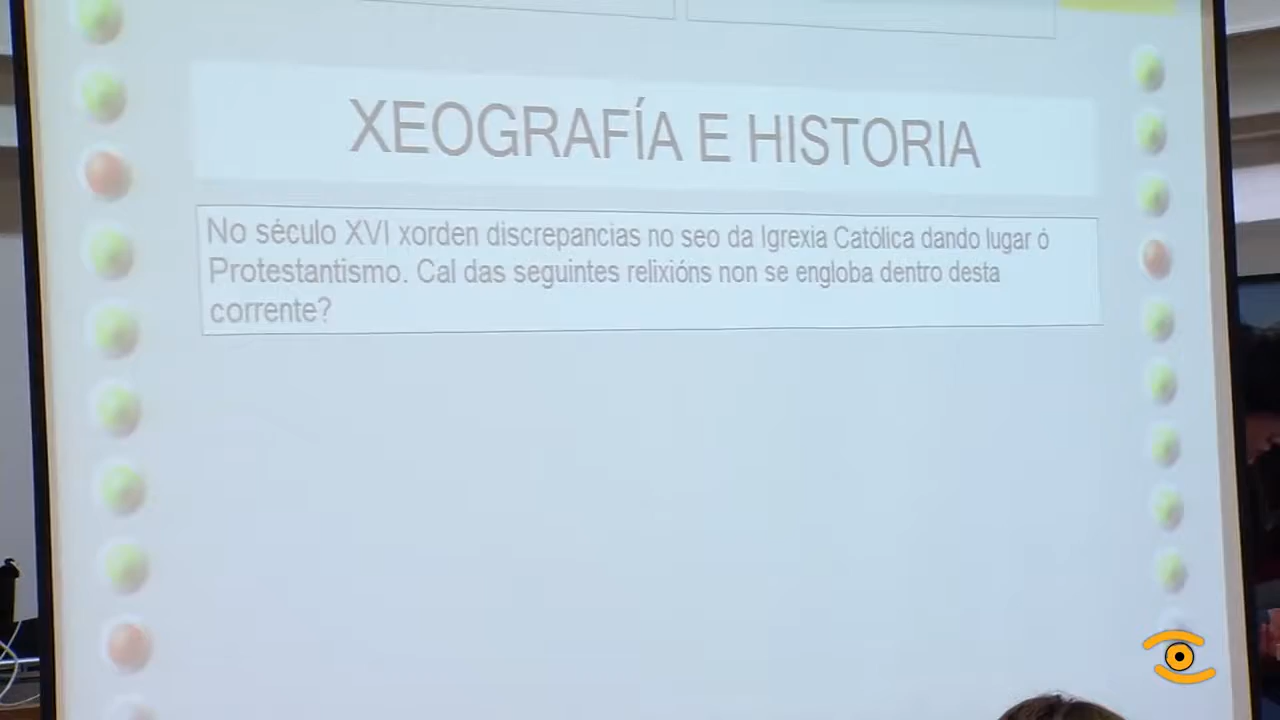 XEOGRAFÍA E HISTORIA
No século XVI xorden discrepancias no seo da Igrexia Católica dando lugar ó
Protestantismo. Cal das seguintes relixións non se engloba dentro desta
corrente?